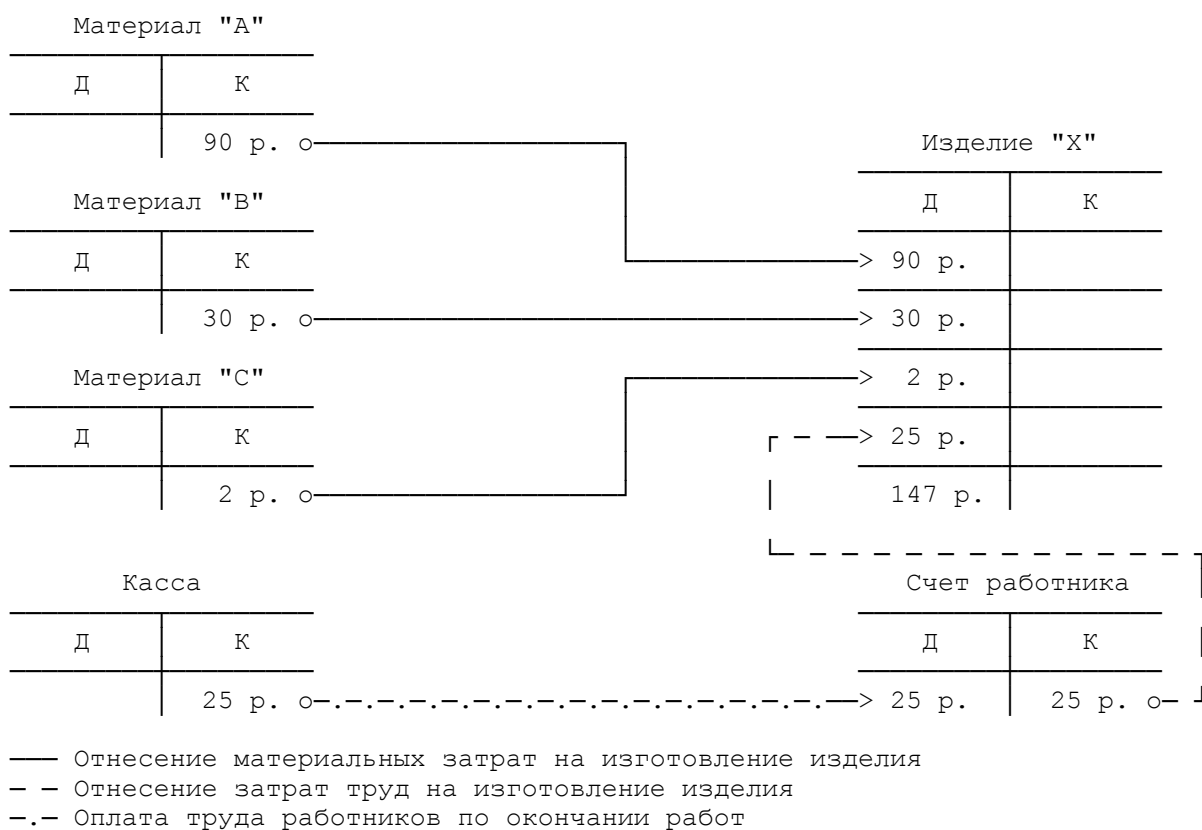 Материал "А"
Д К
90 р.
Изделие "Х"
Материал "В"
Д К
Д К
90 р.
30 р.
30 р.
Материал "С"
2 р.
Д К
25 р.
2 р.
147 р.
Касса
Счет работника
Д К
Д К
25 р.
25 р. 25 р.
Отнесение материальных затрат на изготовление изделия
Отнесение затрат труд на изготовление изделия
Оплата труда работников по окончании работ